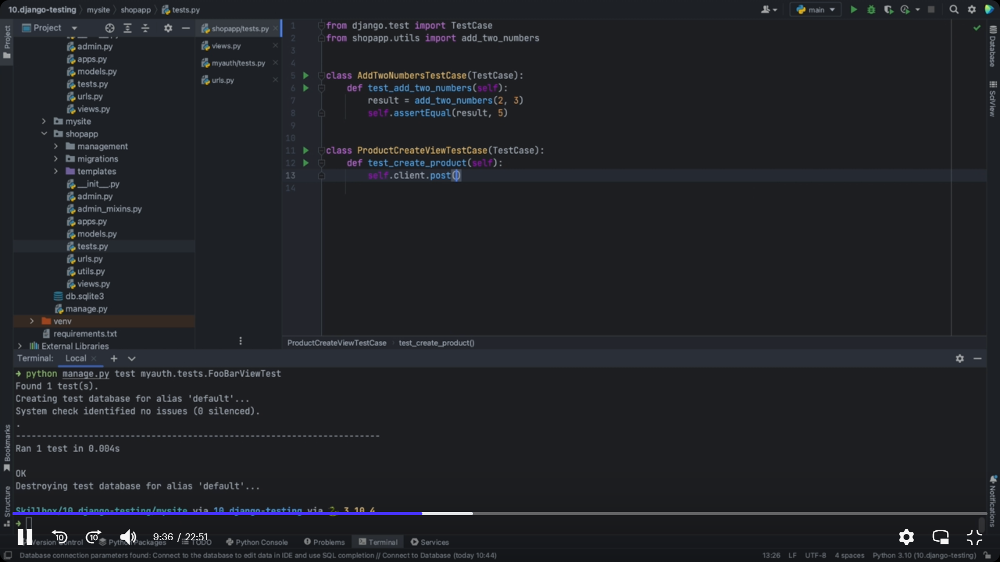 10.django-testing mysite shopapp tests.py
main
Project
Project
admin.py
apps.py
models.py
tests.py
urls.py
views.py
mysite
shopapp
management
migrations
templates
__init__.py
admin.py
admin_mixins.py
apps.py
models.py
tests.py
urls.py
utils.py
views.py
db.sqlite3
manage.py
venv
requirements.txt
External Libraries
shopapp/tests.py
views.py
myauth/tests.py
urls.py
1 from django.test import TestCase
2 from shopapp.utils import add_two_numbers
3
4
5 class AddTwoNumbersTestCase(TestCase):
6 def test_add_two_numbers(self):
7 result = add_two_numbers(2, 3)
8 self.assertEqual(result, 5)
9
10
11 class ProductCreateViewTestCase(TestCase):
12 def test_create_product(self):
13 self.client.post()
14
ProductCreateViewTestCase test_create_product()
Database
SciView
Notifications
Bookmarks
Structure
Terminal: Local
python manage.py test myauth.tests.FooBarViewTest
Found 1 test(s).
Creating test database for alias 'default'...
System check identified no issues (0 silenced).
.
----------------------------------------------------------------------
Ran 1 test in 0.004s
OK
Destroying test database for alias 'default'...
Skillbox/10.django-testing/mysite via 10.django-testing via 3.10.4
10 10 9:36 / 22:51
Version Control Python Packages TODO Python Console Problems Terminal Services
Database connection parameters found: Connect to the database to edit data in IDE and use SQL completion // Connect to Database (today 10:44) 13:26 LF UTF-8 4 spaces Python 3.10 (10.django-testing)